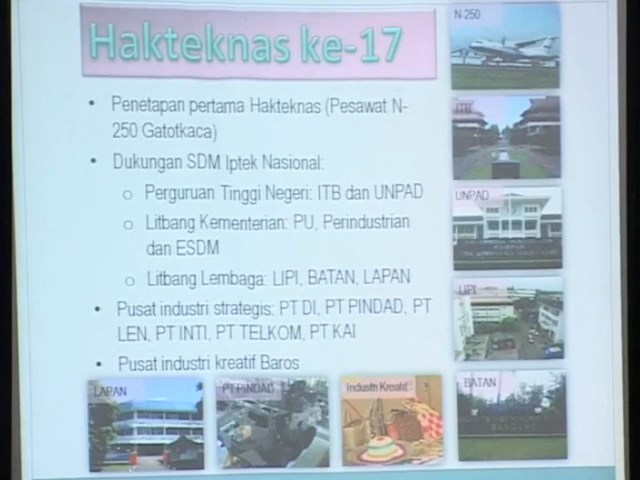 Hakteknas ke-17
• Penetapan pertama Hakteknas (Pesawat N-
250 Gatotkaca)
• Dukungan SDM Iptek Nasional:
o Perguruan Tinggi Negeri: ITB dan UNPAD
o Litbang Kementerian: PU, Perindustrian
dan ESDM
o Litbang Lembaga: LIPI, BATAN, LAPAN
• Pusat industri strategis: PT DI, PT PINDAD, PT
LEN, PT INTI, PT TELKOM, PT KAI
• Pusat industri kreatif Baros
N-250
ITB
UNPAD
LIPI
LAPAN
PT PINDAD
Industri Kreatif
BATAN
BANDUNG